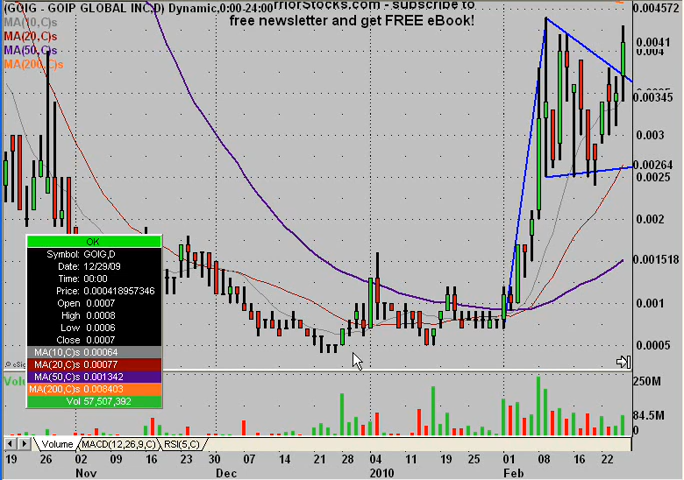 (GOIG - GOIP GLOBAL INC,D) Dynamic,0:00-24:00
rriorStocks.com - subscribe to
free newsletter and get FREE eBook!
MA(10,C)s
MA(20,C)s
MA(50,C)s
MA(200,C)s
0.004572
0.0041
0.004
0.00345
0.003
0.00264
0.0025
0.002
0.001518
0.001
0.0005
OK
Symbol: GOIG,D
Date: 12/29/09
Time: 00:00
Price: 0.000418957346
Open 0.0007
High 0.0008
Low 0.0006
Close 0.0007
MA(10,C)s 0.00064
MA(20,C)s 0.00077
MA(50,C)s 0.001342
MA(200,C)s 0.008403
Vol 57,507,392
250M
84.5M
0M
Volume MACD(12,26,9,C) RSI(5,C)
19 26 02 09 16 23 30 07 14 21 28 04 11 18 25 01 08 16 22
Nov Dec 2010 Feb